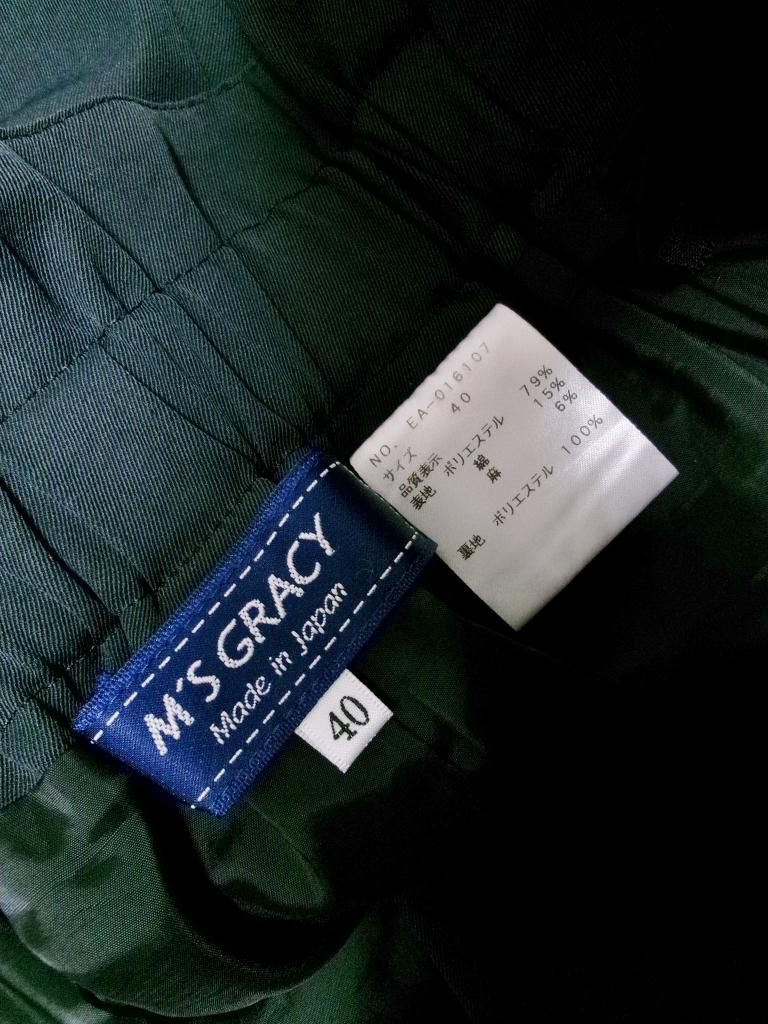 NO. EA-016107
サイズ 40
品質表示
表地 ポリエステル 79%
綿 15%
麻 6%
裏地 ポリエステル 100%
M'S GRACY
Made in Japan
40